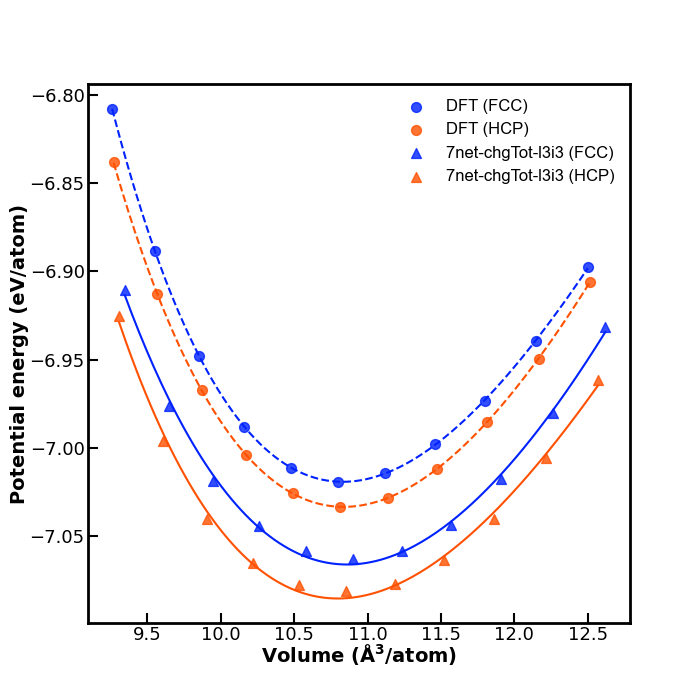 DFT (FCC)
DFT (HCP)
7net-chgTot-l3i3 (FCC)
7net-chgTot-l3i3 (HCP)
Potential energy (eV/atom)
−6.80
−6.85
−6.90
−6.95
−7.00
−7.05
9.5 10.0 10.5 11.0 11.5 12.0 12.5
Volume (Å³/atom)